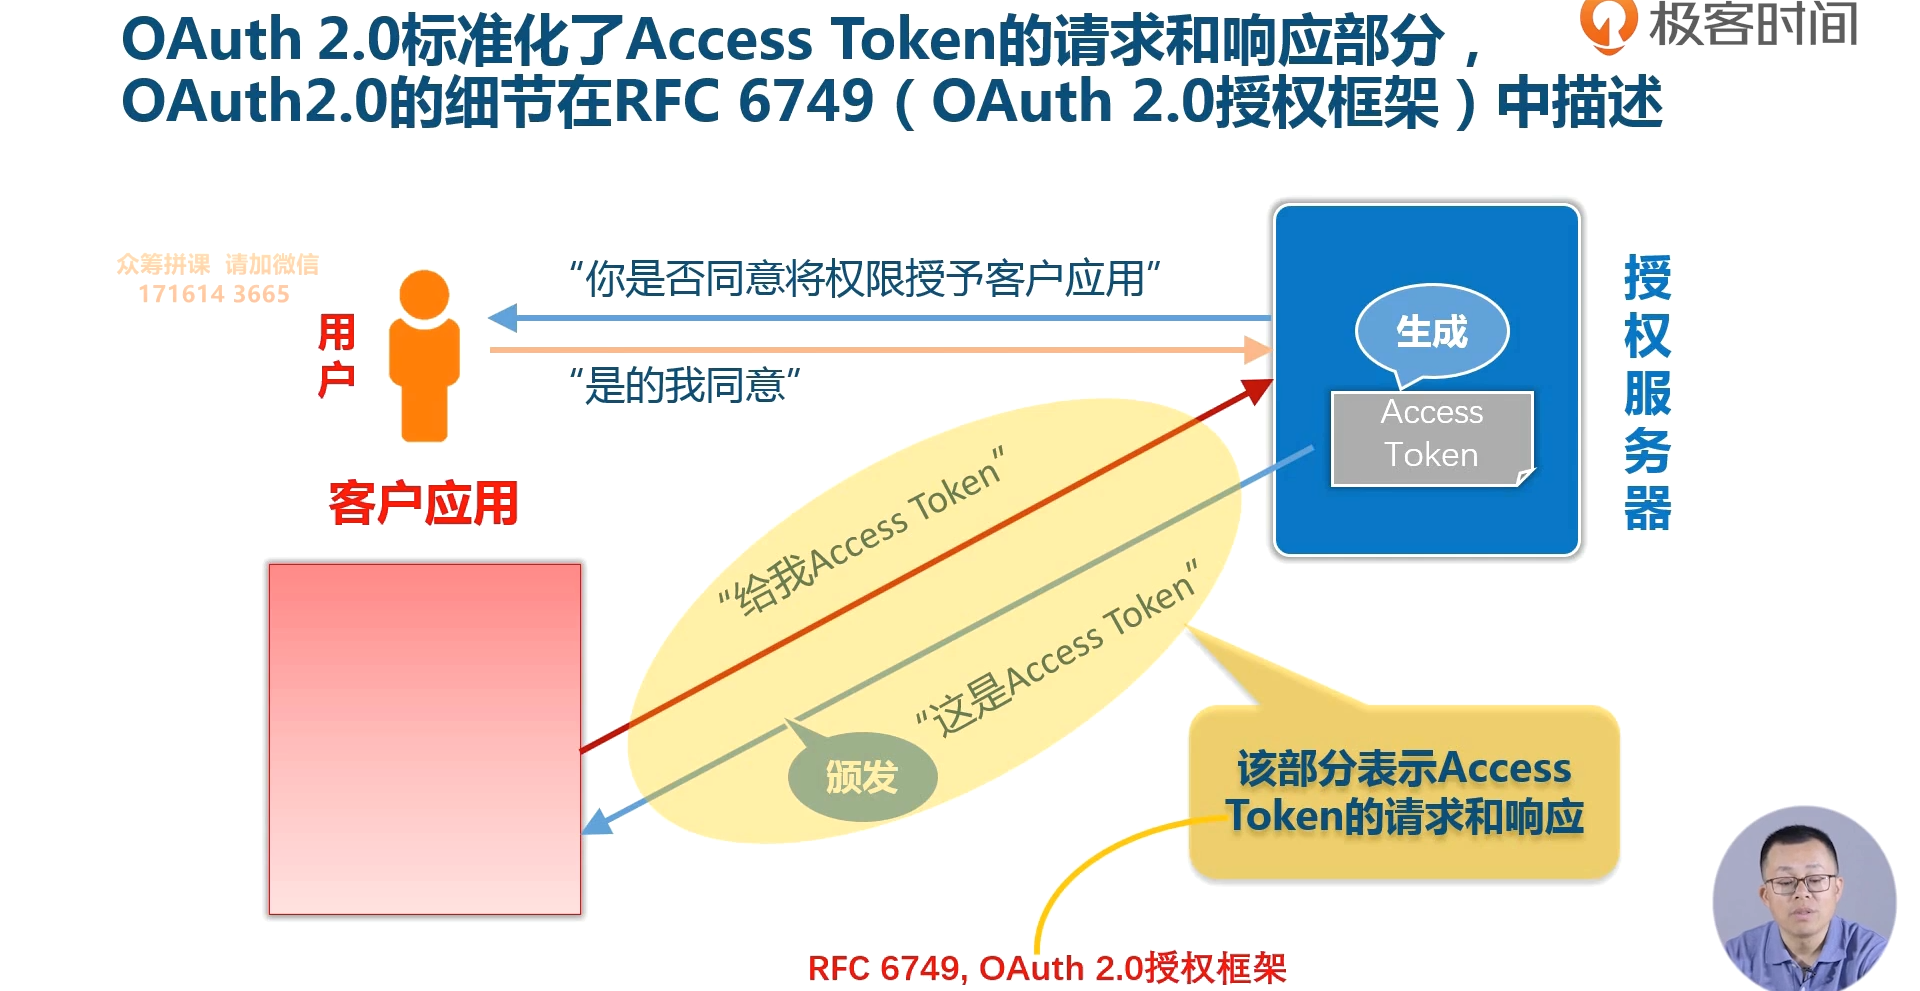 OAuth 2.0标准化了Access Token的请求和响应部分，
OAuth2.0的细节在RFC 6749（OAuth 2.0授权框架）中描述
极客时间
众筹拼课 请加微信
171614 3665
用户
“你是否同意将权限授予客户应用”
“是的我同意”
生成
Access
Token
授权服务器
客户应用
“给我Access Token”
“这是Access Token”
颁发
该部分表示Access
Token的请求和响应
RFC 6749, OAuth 2.0授权框架